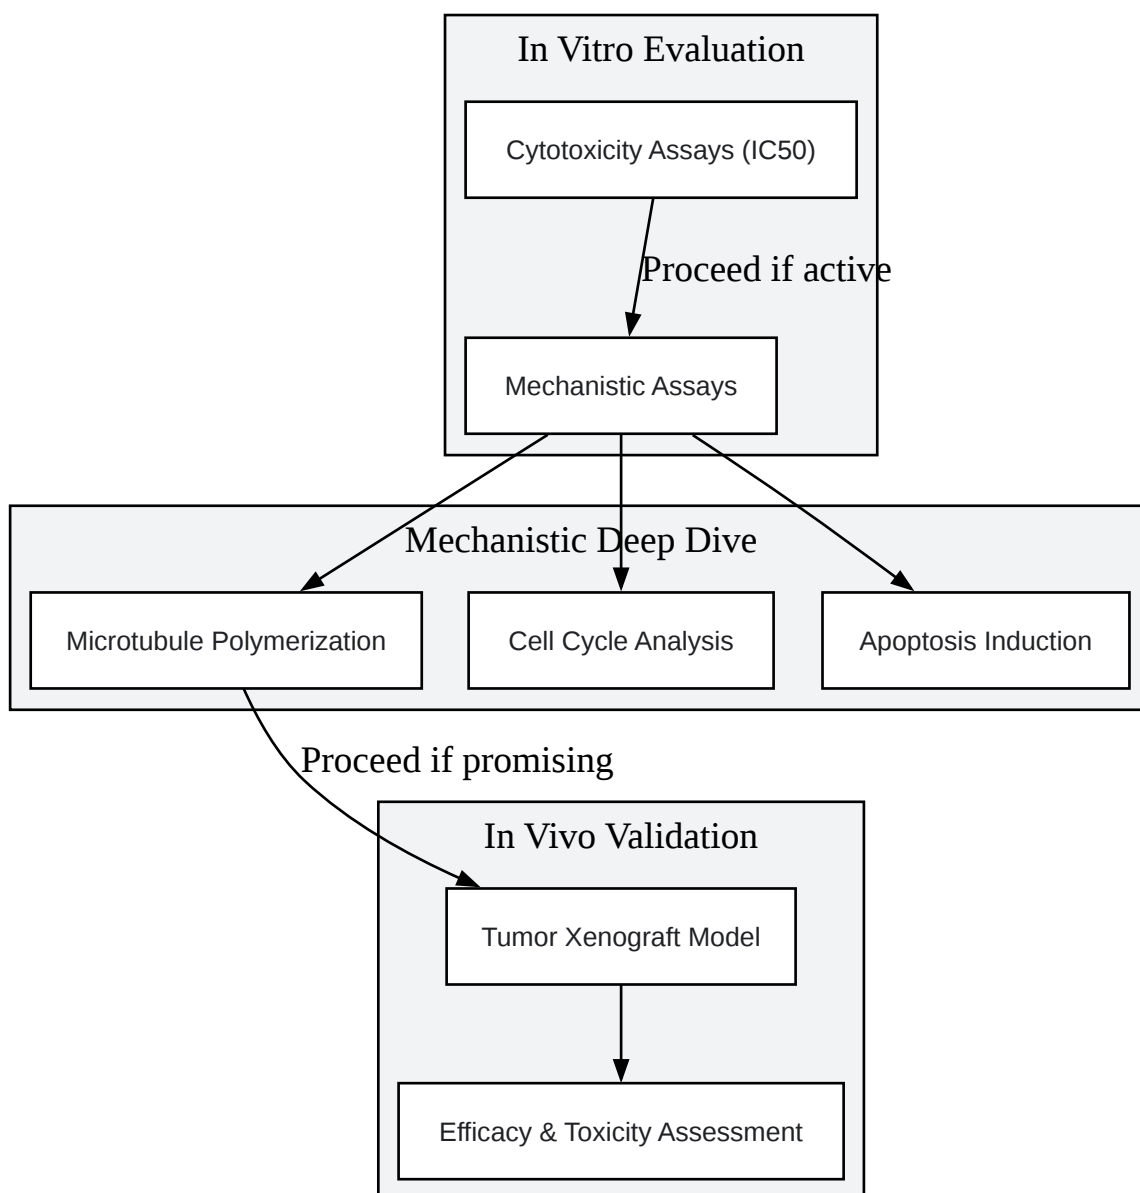 In Vitro Evaluation
Cytotoxicity Assays (IC50)
Proceed if active
Mechanistic Assays
Mechanistic Deep Dive
Microtubule Polymerization
Cell Cycle Analysis
Apoptosis Induction
Proceed if promising
In Vivo Validation
Tumor Xenograft Model
Efficacy & Toxicity Assessment